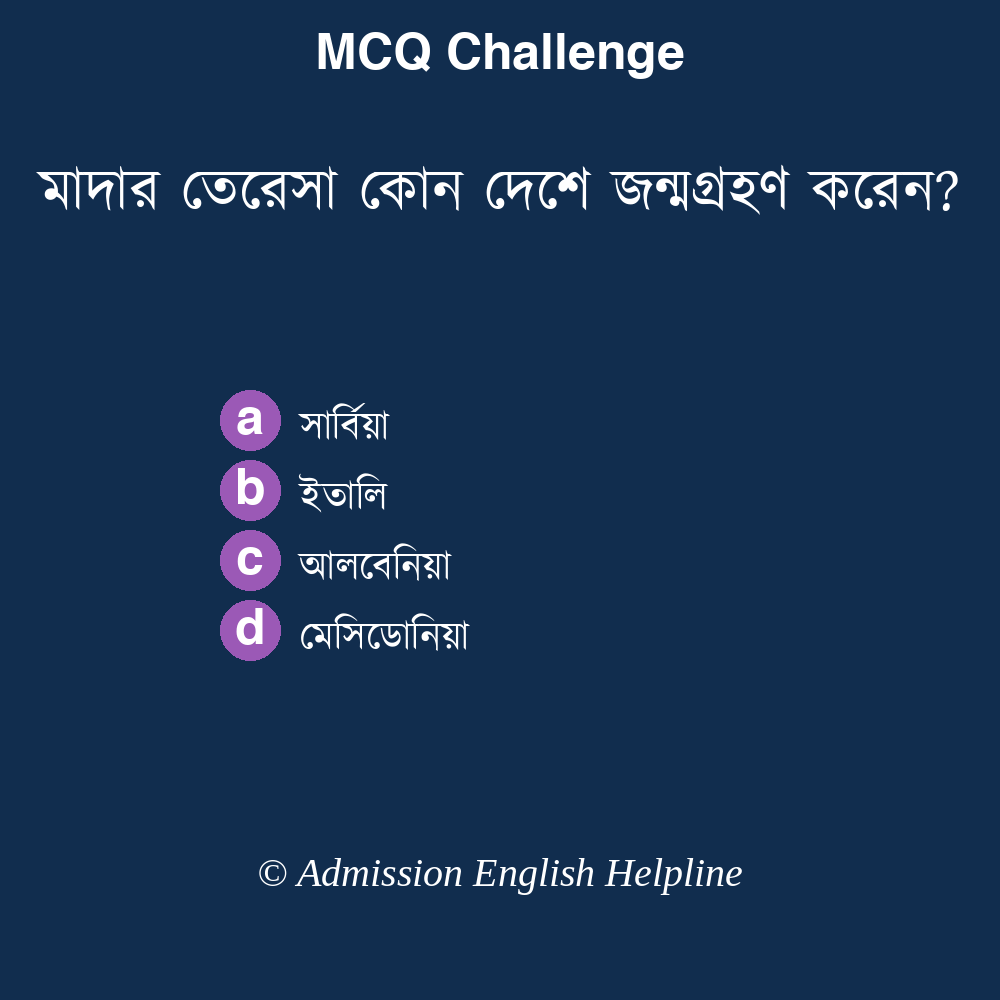 MCQ Challenge
মাদার তেরেসা কোন দেশে জন্মগ্রহণ করেন?
a সার্বিয়া
b ইতালি
c আলবেনিয়া
d মেসিডোনিয়া
© Admission English Helpline